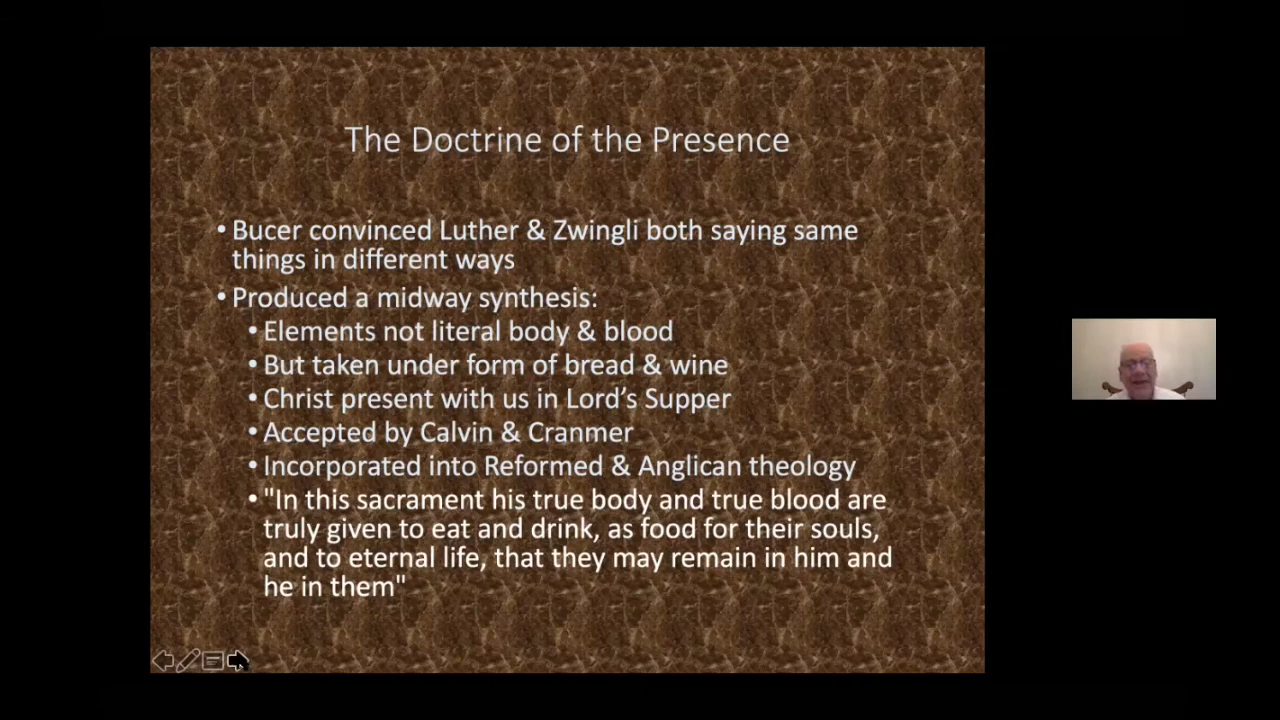 The Doctrine of the Presence
• Bucer convinced Luther & Zwingli both saying same
things in different ways
• Produced a midway synthesis:
• Elements not literal body & blood
• But taken under form of bread & wine
• Christ present with us in Lord's Supper
• Accepted by Calvin & Cranmer
• Incorporated into Reformed & Anglican theology
• "In this sacrament his true body and true blood are
truly given to eat and drink, as food for their souls,
and to eternal life, that they may remain in him and
he in them"